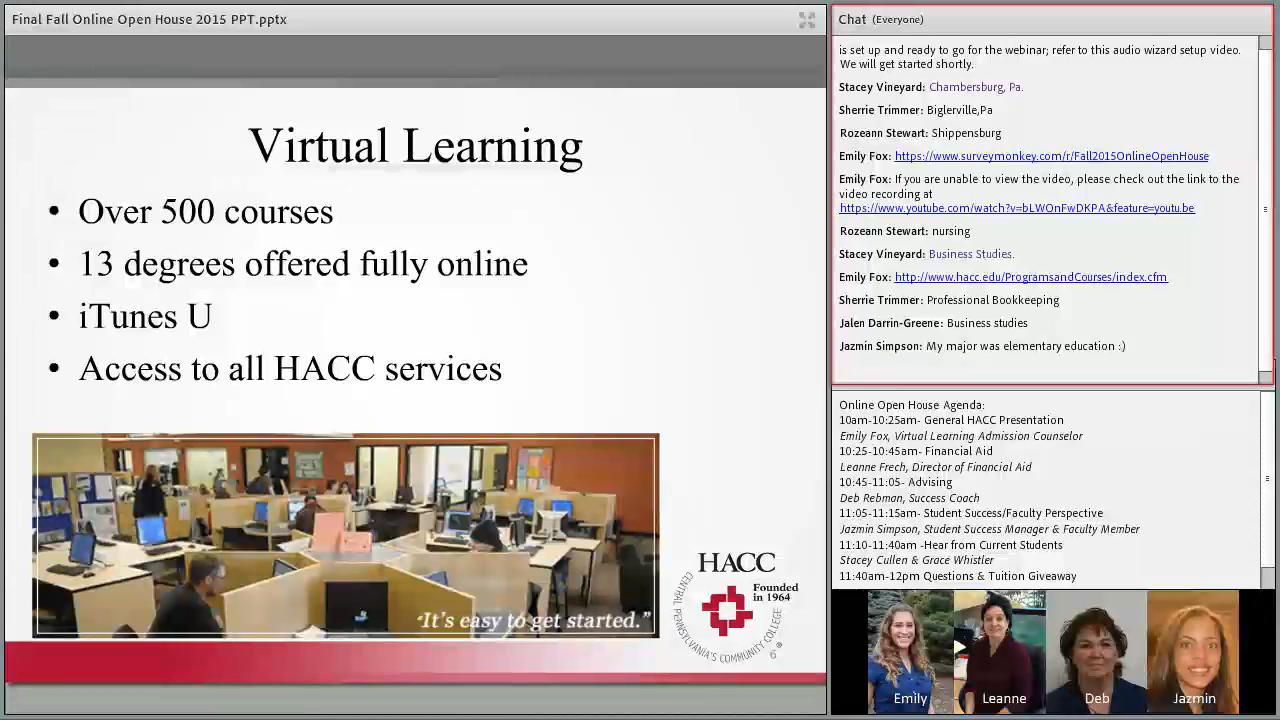 Final Fall Online Open House 2015 PPT.pptx
Virtual Learning
• Over 500 courses
• 13 degrees offered fully online
• iTunes U
• Access to all HACC services
"It's easy to get started."
HACC
Founded
in 1964
CENTRAL PENNSYLVANIA'S COMMUNITY COLLEGE
Chat (Everyone)
is set up and ready to go for the webinar; refer to this audio wizard setup video.
We will get started shortly.
Stacey Vineyard: Chambersburg, Pa.
Sherrie Trimmer: Biglerville,Pa
Rozeann Stewart: Shippensburg
Emily Fox: https://www.surveymonkey.com/r/Fall2015OnlineOpenHouse
Emily Fox: If you are unable to view the video, please check out the link to the
video recording at
https://www.youtube.com/watch?v=bLWOnFwDKPA&feature=youtu.be
Rozeann Stewart: nursing
Stacey Vineyard: Business Studies.
Emily Fox: http://www.hacc.edu/ProgramsandCourses/index.cfm
Sherrie Trimmer: Professional Bookkeeping
Jalen Darrin-Greene: Business studies
Jazmin Simpson: My major was elementary education :)
Online Open House Agenda:
10am-10:25am- General HACC Presentation
Emily Fox, Virtual Learning Admission Counselor
10:25-10:45am- Financial Aid
Leanne Frech, Director of Financial Aid
10:45-11:05- Advising
Deb Rebman, Success Coach
11:05-11:15am- Student Success/Faculty Perspective
Jazmin Simpson, Student Success Manager & Faculty Member
11:10-11:40am -Hear from Current Students
Stacey Cullen & Grace Whistler
11:40am-12pm Questions & Tuition Giveaway
Emily
Leanne
Deb
Jazmin